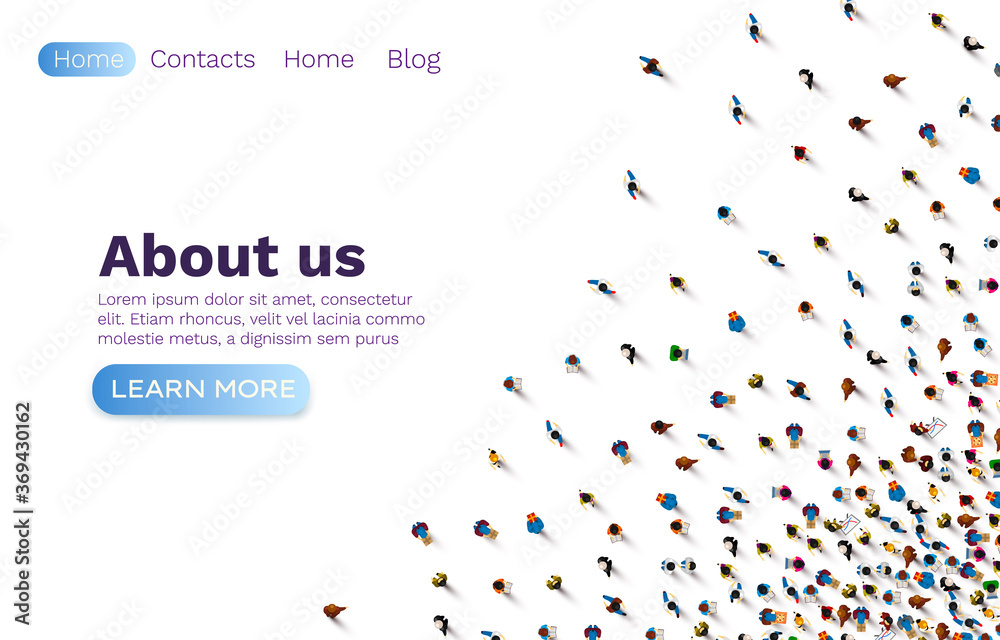 Home Contacts Home Blog
About us
Lorem ipsum dolor sit amet, consectetur
elit. Etiam rhoncus, velit vel lacinia commo
molestie metus, a dignissim sem purus
LEARN MORE
Adobe Stock | #369430162